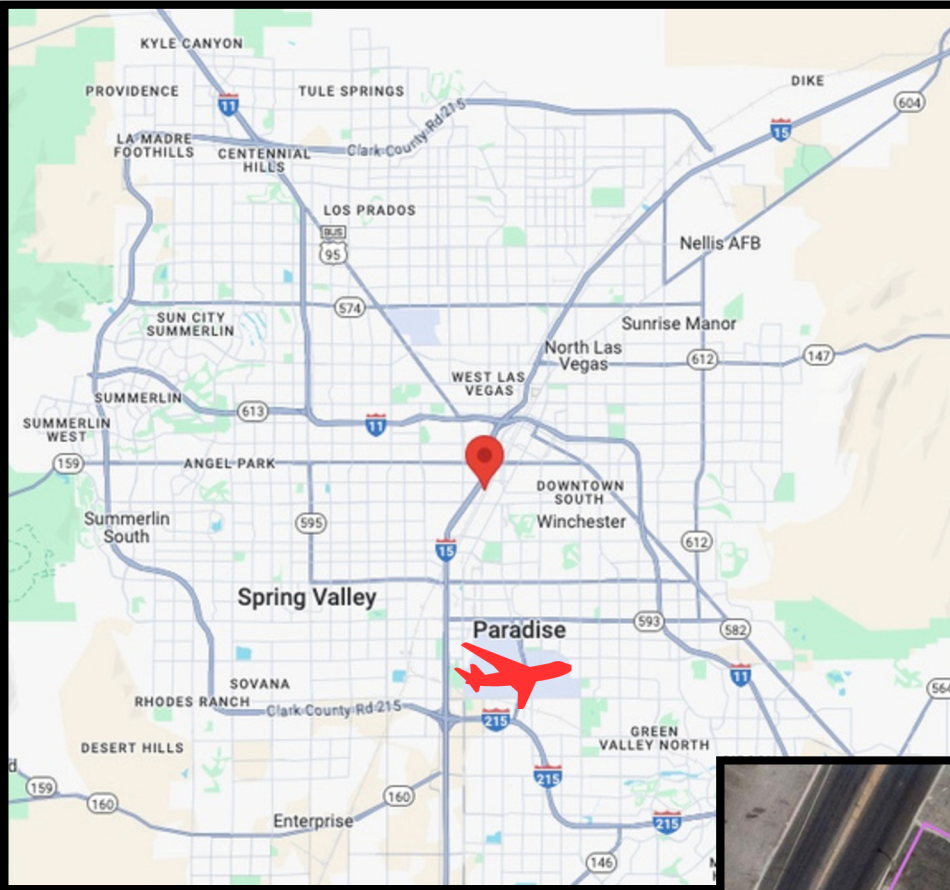 KYLE CANYON
PROVIDENCE
TULE SPRINGS
DIKE
604
11
15
Clark County Rd 215
LA MADRE
FOOTHILLS
CENTENNIAL
HILLS
LOS PRADOS
BUS
95
Nellis AFB
574
SUN CITY
SUMMERLIN
Sunrise Manor
North Las
Vegas
612
147
WEST LAS
VEGAS
SUMMERLIN
613
11
SUMMERLIN
WEST
159
ANGEL PARK
DOWNTOWN
SOUTH
Winchester
595
Summerlin
South
612
15
Spring Valley
Paradise
593
582
11
SOVANA
RHODES RANCH
Clark County Rd 215
215
564
GREEN
VALLEY NORTH
DESERT HILLS
215
d
159
160
160
Enterprise
215
146